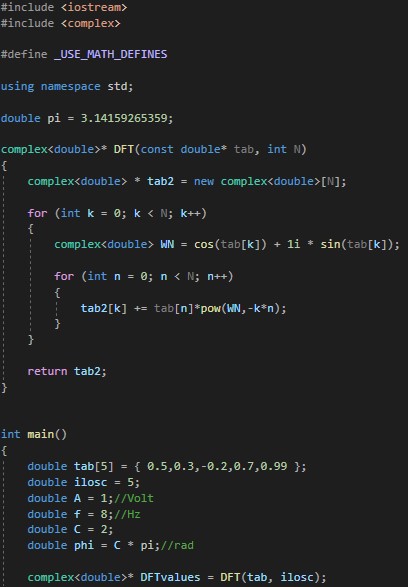 #include <iostream>
#include <complex>
#define _USE_MATH_DEFINES
using namespace std;
double pi = 3.14159265359;
complex<double>* DFT(const double* tab, int N)
{
complex<double> * tab2 = new complex<double>[N];
for (int k = 0; k < N; k++)
{
complex<double> WN = cos(tab[k]) + 1i * sin(tab[k]);
for (int n = 0; n < N; n++)
{
tab2[k] += tab[n]*pow(WN,-k*n);
}
}
return tab2;
}
int main()
{
double tab[5] = { 0.5,0.3,-0.2,0.7,0.99 };
double ilosc = 5;
double A = 1;//Volt
double f = 8;//Hz
double C = 2;
double phi = C * pi;//rad
complex<double>* DFTvalues = DFT(tab, ilosc);